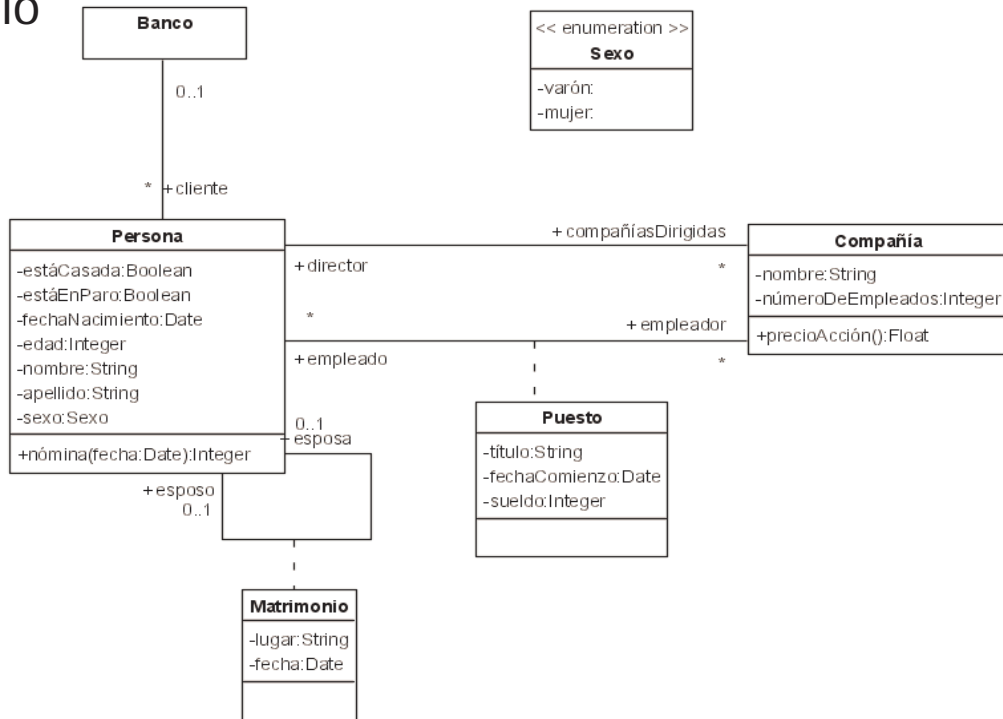 Banco
0..1
* +cliente
<< enumeration >>
Sexo
-varón:
-mujer:
Persona
-estáCasada:Boolean
-estáEnParo:Boolean
-fechaNacimiento:Date
-edad:Integer
-nombre:String
-apellido:String
-sexo:Sexo
+nómina(fecha:Date):Integer
+compañíasDirigidas
+director
*
*
+empleador
+empleado
*
Compañía
-nombre:String
-númeroDeEmpleados:Integer
+precioAcción():Float
Puesto
-título:String
-fechaComienzo:Date
-sueldo:Integer
0..1
+esposa
+esposo
0..1
Matrimonio
-lugar:String
-fecha:Date